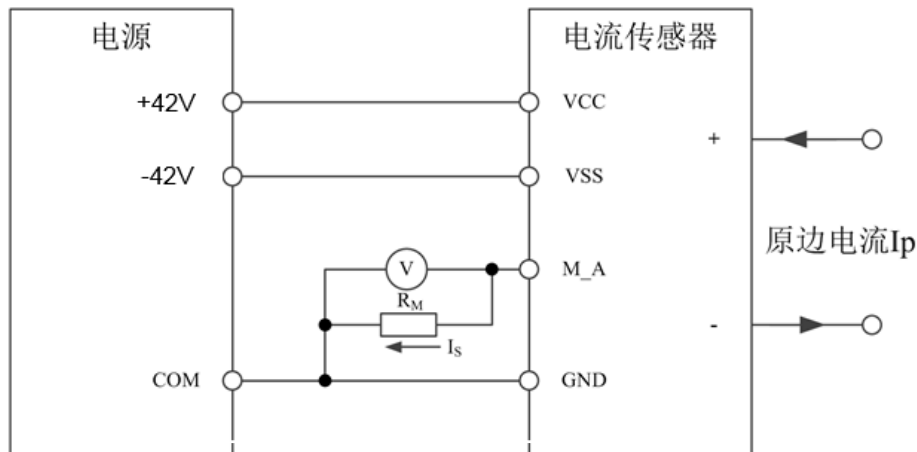 电源
电流传感器
+42V
VCC
+
-42V
VSS
原边电流Ip
V
M_A
RM
-
IS
COM
GND